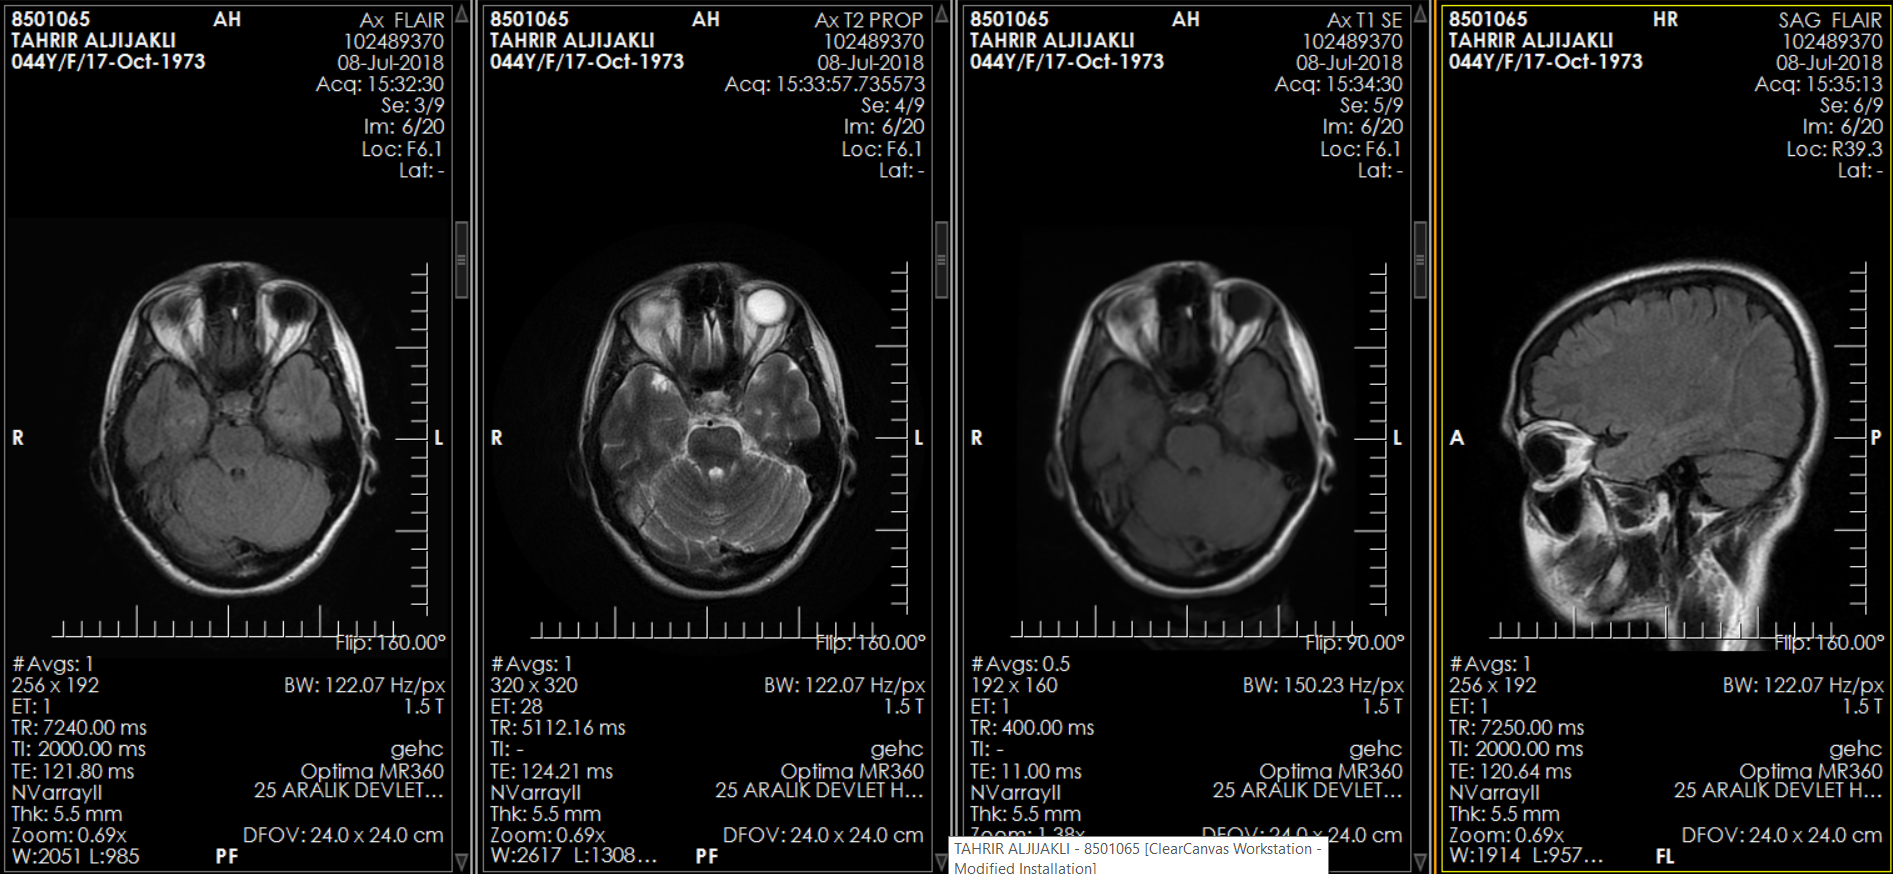 8501065 AH Ax FLAIR
TAHRIR ALJIJAKLI 102489370
044Y/F/17-Oct-1973 08-Jul-2018
Acq: 15:32:30
Se: 3/9
Im: 6/20
Loc: F6.1
Lat: -
R
L
Flip: 160.00°
#Avgs: 1
256 x 192 BW: 122.07 Hz/px
ET: 1 1.5 T
TR: 7240.00 ms
TI: 2000.00 ms gehc
TE: 121.80 ms Optima MR360
NVarrayII 25 ARALIK DEVLET...
Thk: 5.5 mm
Zoom: 0.69x DFOV: 24.0 x 24.0 cm
W:2051 L:985 PF
8501065 AH Ax T2 PROP
TAHRIR ALJIJAKLI 102489370
044Y/F/17-Oct-1973 08-Jul-2018
Acq: 15:33:57.735573
Se: 4/9
Im: 6/20
Loc: F6.1
Lat: -
R
L
Flip: 160.00°
#Avgs: 1
320 x 320 BW: 122.07 Hz/px
ET: 28 1.5 T
TR: 5112.16 ms
TI: - gehc
TE: 124.21 ms Optima MR360
NVarrayII 25 ARALIK DEVLET H...
Thk: 5.5 mm
Zoom: 0.69x DFOV: 24.0 x 24.0 cm
W:2617 L:1308... PF
8501065 AH Ax T1 SE
TAHRIR ALJIJAKLI 102489370
044Y/F/17-Oct-1973 08-Jul-2018
Acq: 15:34:30
Se: 5/9
Im: 6/20
Loc: F6.1
Lat: -
R
L
Flip: 90.00°
#Avgs: 0.5
192 x 160 BW: 150.23 Hz/px
ET: 1 1.5 T
TR: 400.00 ms
TI: - gehc
TE: 11.00 ms Optima MR360
NVarrayII 25 ARALIK DEVLET...
Thk: 5.5 mm
Zoom: 1.38x DFOV: 24.0 x 24.0 cm
TAHRIR ALJIJAKLI - 8501065 [ClearCanvas Workstation -
Modified Installation]
8501065 HR SAG FLAIR
TAHRIR ALJIJAKLI 102489370
044Y/F/17-Oct-1973 08-Jul-2018
Acq: 15:35:13
Se: 6/9
Im: 6/20
Loc: R39.3
Lat: -
A
P
Flip: 160.00°
#Avgs: 1
256 x 192 BW: 122.07 Hz/px
ET: 1 1.5 T
TR: 7250.00 ms
TI: 2000.00 ms gehc
TE: 120.64 ms Optima MR360
NVarrayII 25 ARALIK DEVLET H...
Thk: 5.5 mm
Zoom: 0.69x DFOV: 24.0 x 24.0 cm
W:1914 L:957... FL